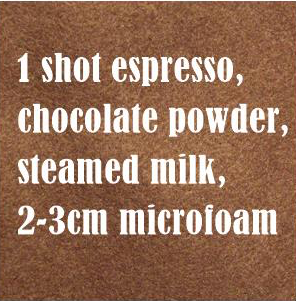 1 shot espresso,
chocolate powder,
steamed milk,
2-3cm microfoam